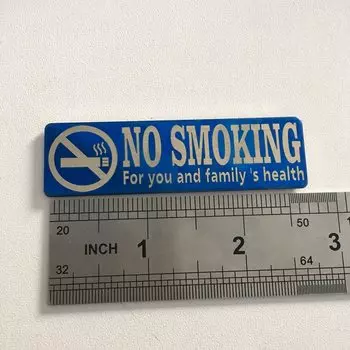 NO SMOKING
For you and family 's health
20 50
INCH 1 2 3
32 64